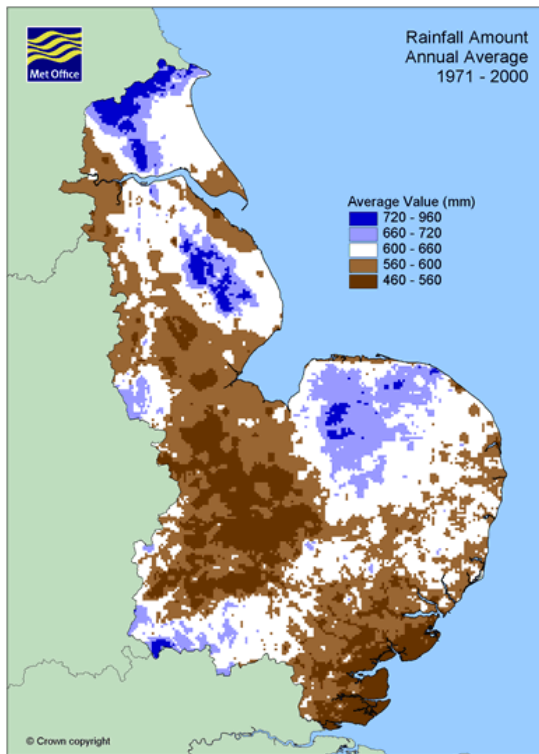 Met Office
Rainfall Amount
Annual Average
1971 - 2000
Average Value (mm)
720 - 960
660 - 720
600 - 660
560 - 600
460 - 560
© Crown copyright